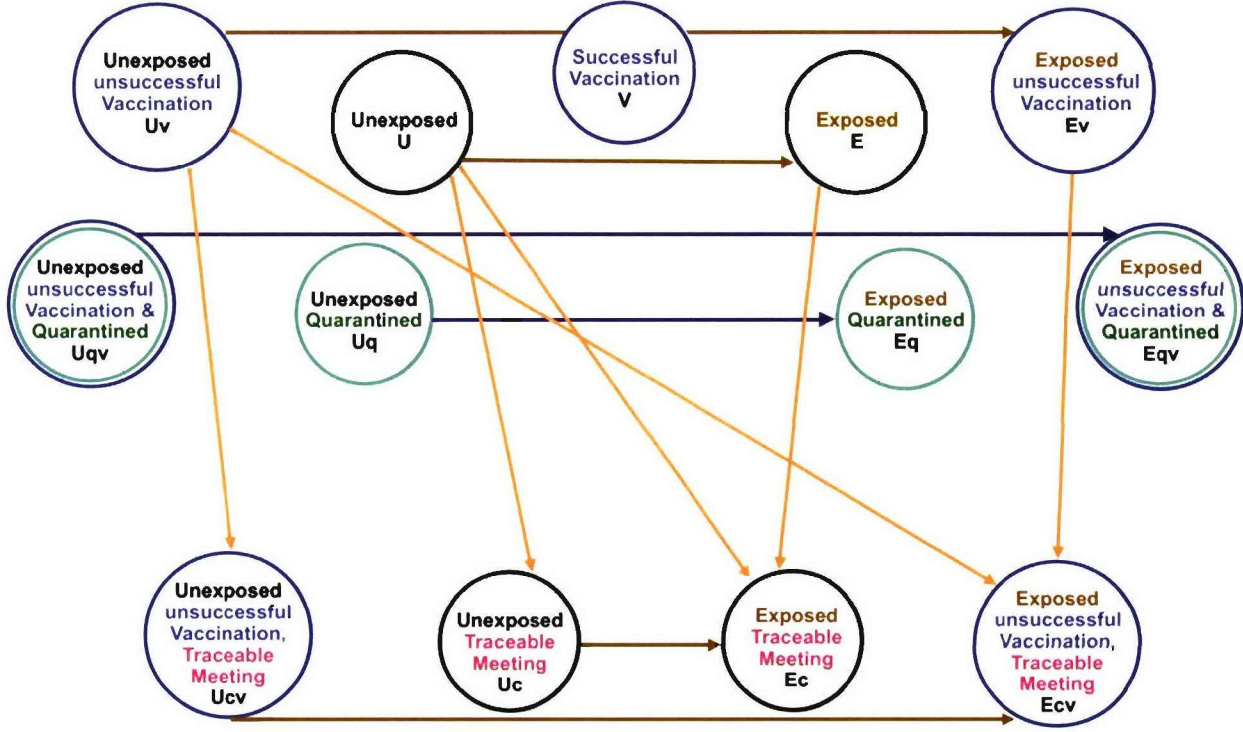 Unexposed
unsuccessful
Vaccination
Uv
Unexposed
U
Successful
Vaccination
V
Exposed
E
Exposed
unsuccessful
Vaccination
Ev
Unexposed
unsuccessful
Vaccination &
Quarantined
Uqv
Unexposed
Quarantined
Uq
Exposed
Quarantined
Eq
Exposed
unsuccessful
Vaccination &
Quarantined
Eqv
Unexposed
unsuccessful
Vaccination,
Traceable
Meeting
Ucv
Unexposed
Traceable
Meeting
Uc
Exposed
Traceable
Meeting
Ec
Exposed
unsuccessful
Vaccination,
Traceable
Meeting
Ecv